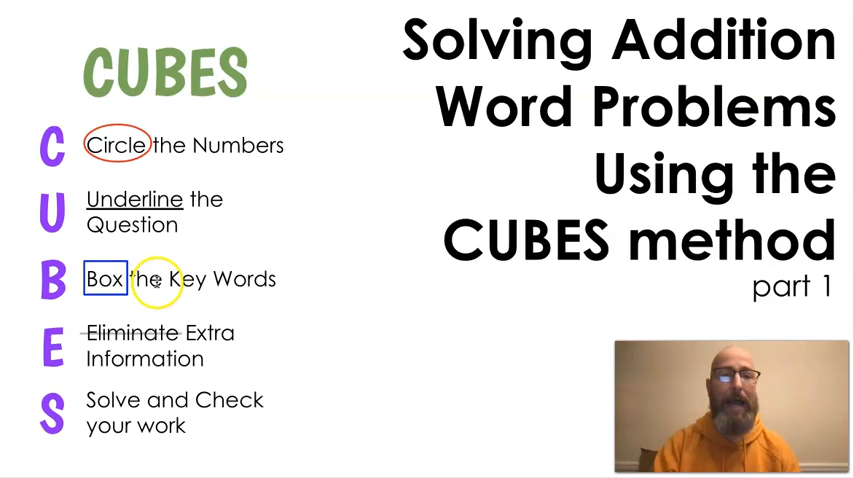 CUBES
C Circle the Numbers
U Underline the
Question
B Box the Key Words
E Eliminate Extra
Information
S Solve and Check
your work
Solving Addition
Word Problems
Using the
CUBES method
part 1